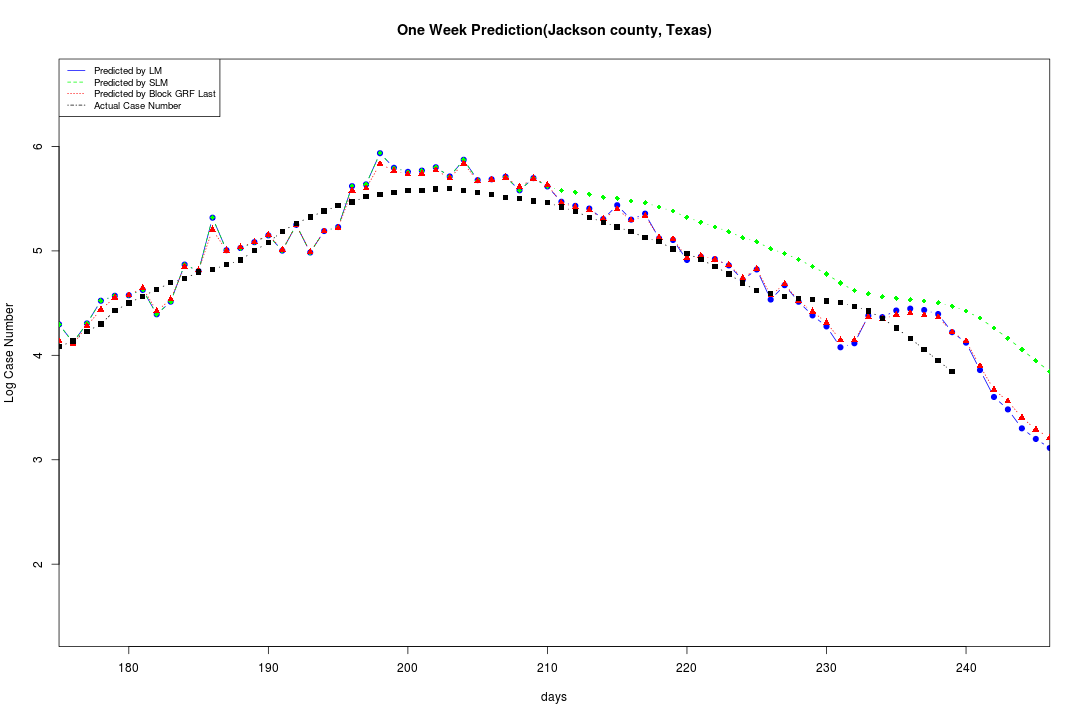 One Week Prediction(Jackson county, Texas)
Predicted by LM
Predicted by SLM
Predicted by Block GRF Last
Actual Case Number
6
5
4
3
2
Log Case Number
180 190 200 210 220 230 240
days